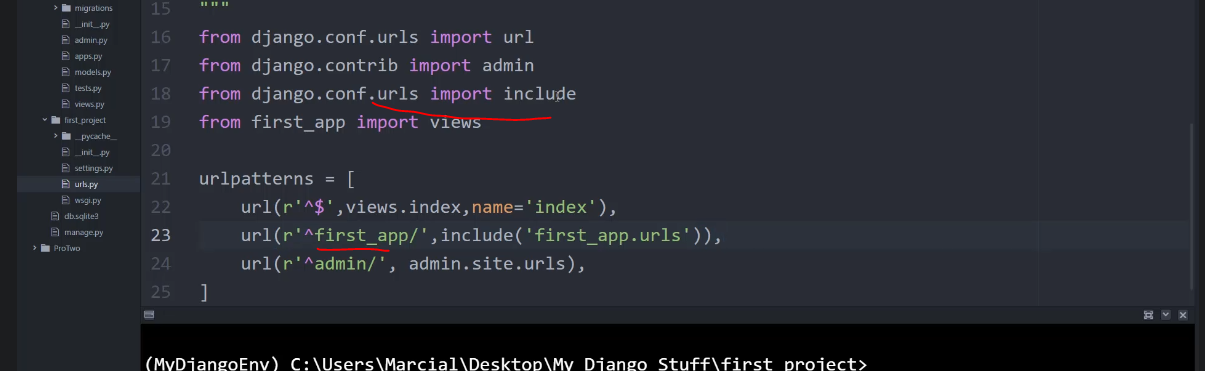 migrations
__init__.py
admin.py
apps.py
models.py
tests.py
views.py
first_project
__pycache__
__init__.py
settings.py
urls.py
wsgi.py
db.sqlite3
manage.py
ProTwo
15 """
16 from django.conf.urls import url
17 from django.contrib import admin
18 from django.conf.urls import include
19 from first_app import views
20
21 urlpatterns = [
22     url(r'^$',views.index,name='index'),
23     url(r'^first_app/',include('first_app.urls')),
24     url(r'^admin/', admin.site.urls),
25 ]
(MyDjangoEnv) C:\Users\Marcial\Desktop\My_Django_Stuff\first_project>